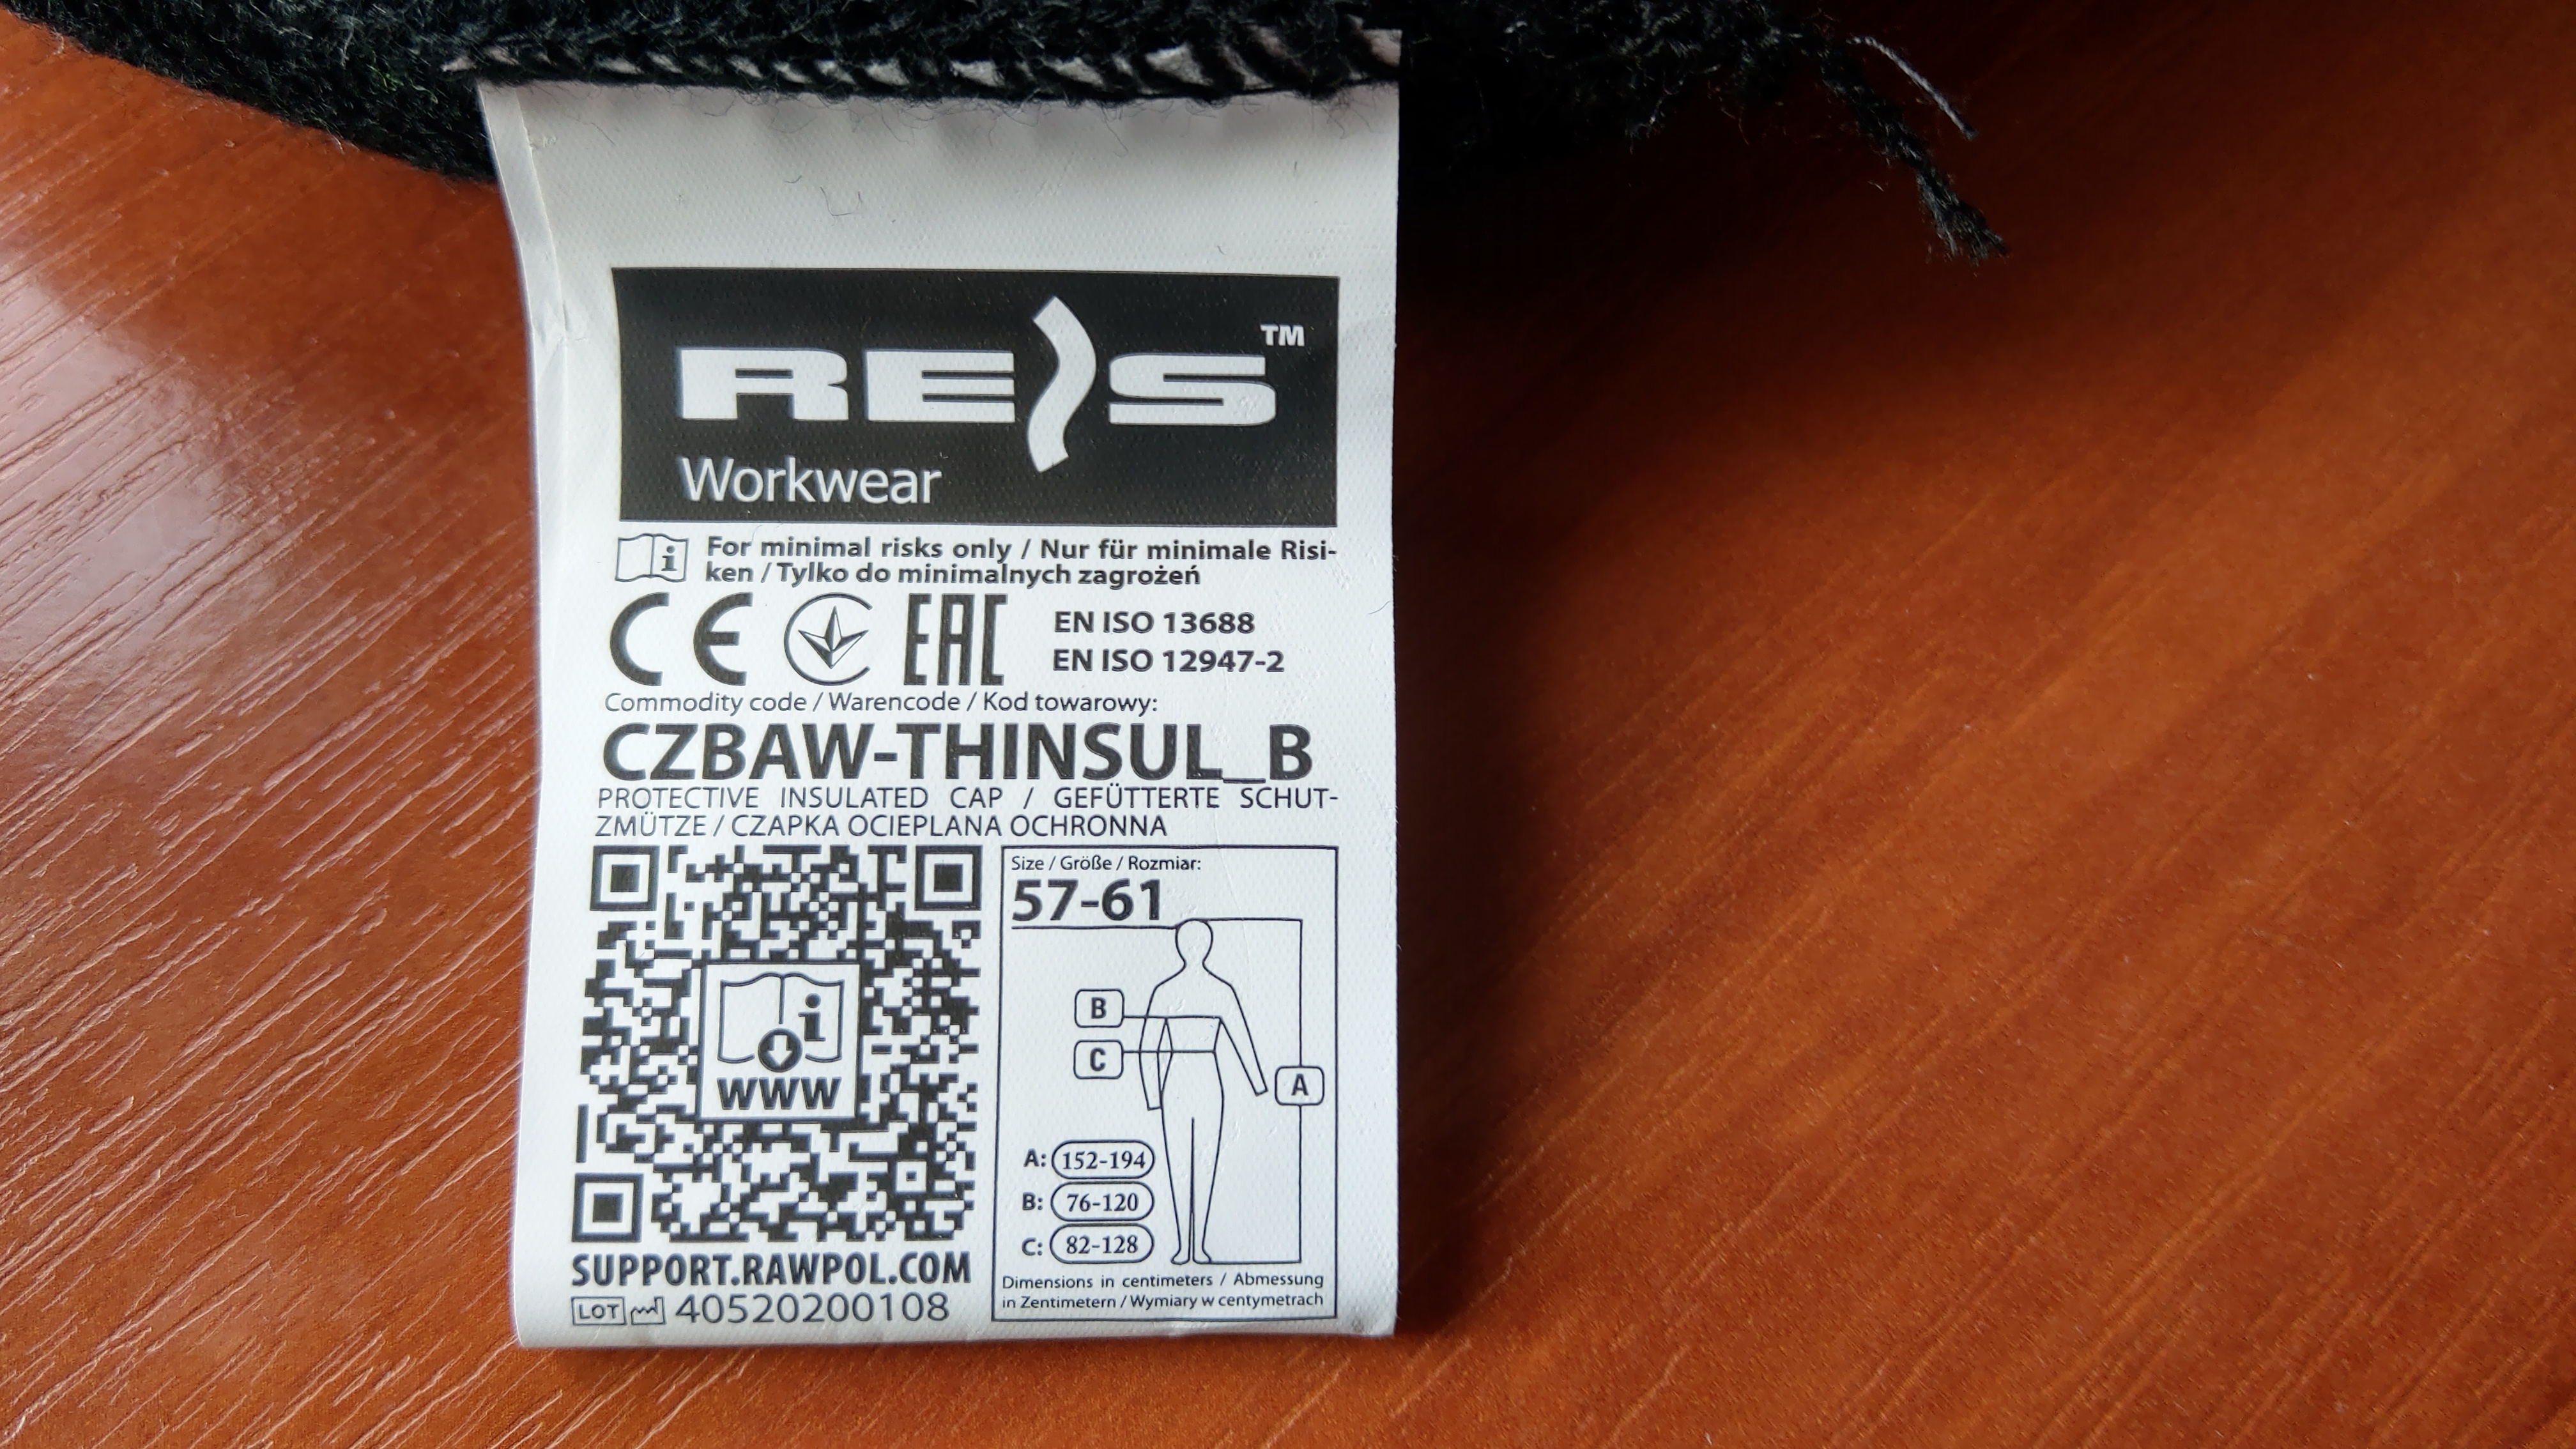 REIS™
Workwear
i
For minimal risks only / Nur für minimale Risi-
ken / Tylko do minimalnych zagrożeń
CE EAC
EN ISO 13688
EN ISO 12947-2
Commodity code / Warencode / Kod towarowy:
CZBAW-THINSUL_B
PROTECTIVE INSULATED CAP / GEFÜTTERTE SCHUT-
ZMÜTZE / CZAPKA OCIEPLANA OCHRONNA
i
WWW
SUPPORT.RAWPOL.COM
LOT 40520200108
Size / Größe / Rozmiar:
57-61
B
C
A
A: 152-194
B: 76-120
C: 82-128
Dimensions in centimeters / Abmessung
in Zentimetern / Wymiary w centymetrach